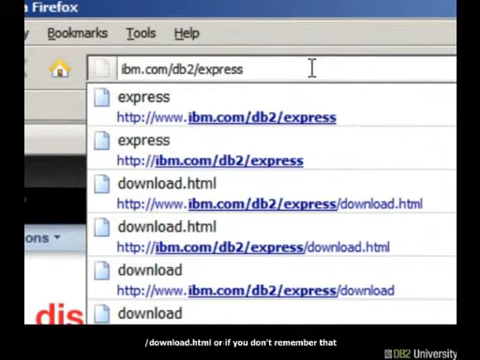 a Firefox
Bookmarks Tools Help
ibm.com/db2/express
express
http://www.ibm.com/db2/express
express
http://ibm.com/db2/express
download.html
http://www.ibm.com/db2/express/download.html
download.html
http://ibm.com/db2/express/download.html
ons
download
http://www.ibm.com/db2/express/download
dis
download
/download.html or if you don't remember that
DB2 University